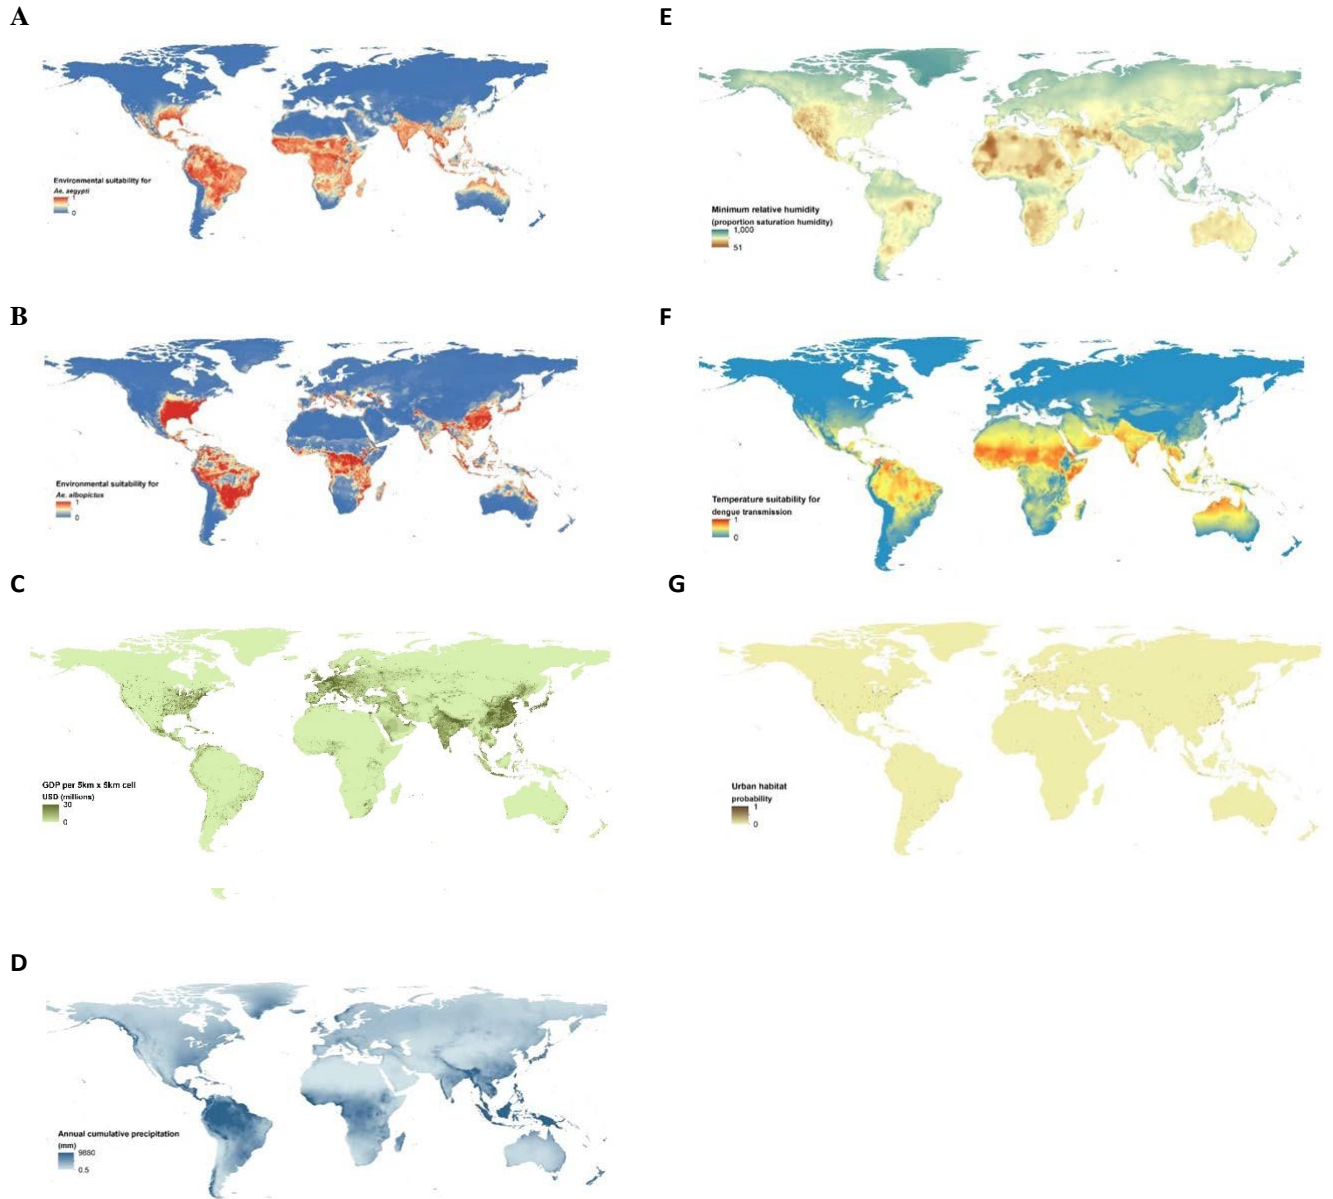 A
Environmental suitability for
Ae. aegypti
1
0
B
Environmental suitability for
Ae. albopictus
1
0
C
GDP per 5km x 5km cell
USD (millions)
30
0
D
Annual cumulative precipitation
(mm)
9880
0.5
E
Minimum relative humidity
(proportion saturation humidity)
1,000
51
F
Temperature suitability for
dengue transmission
1
0
G
Urban habitat
probability
1
0